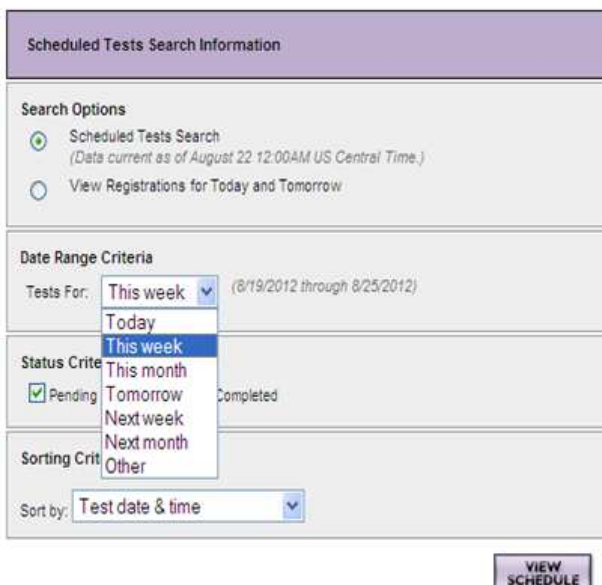 Scheduled Tests Search Information
Search Options
Scheduled Tests Search
(Data current as of August 22 12:00AM US Central Time.)
View Registrations for Today and Tomorrow
Date Range Criteria
Tests For: This week (8/19/2012 through 8/25/2012)
Today
This week
This month
Tomorrow
Next week
Next month
Other
Status Crite
Pending Completed
Sorting Crit
Sort by: Test date & time
VIEW
SCHEDULE